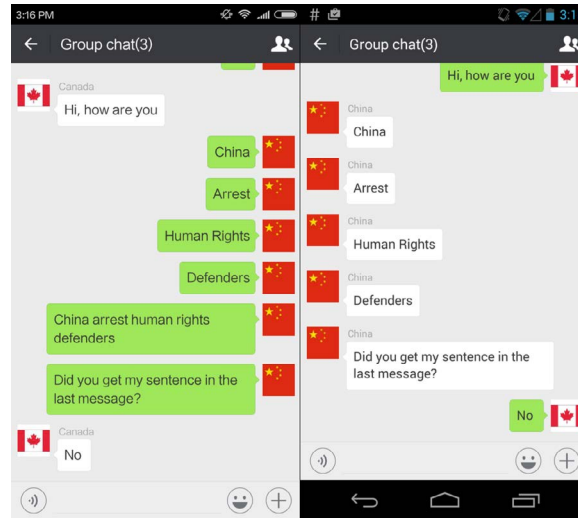 3:16 PM
Group chat(3)
Canada
Hi, how are you
China
Arrest
Human Rights
Defenders
China arrest human rights
defenders
Did you get my sentence in the
last message?
Canada
No
#
3:1
Group chat(3)
Hi, how are you
China
China
China
Arrest
China
Human Rights
China
Defenders
China
Did you get my sentence in the
last message?
No